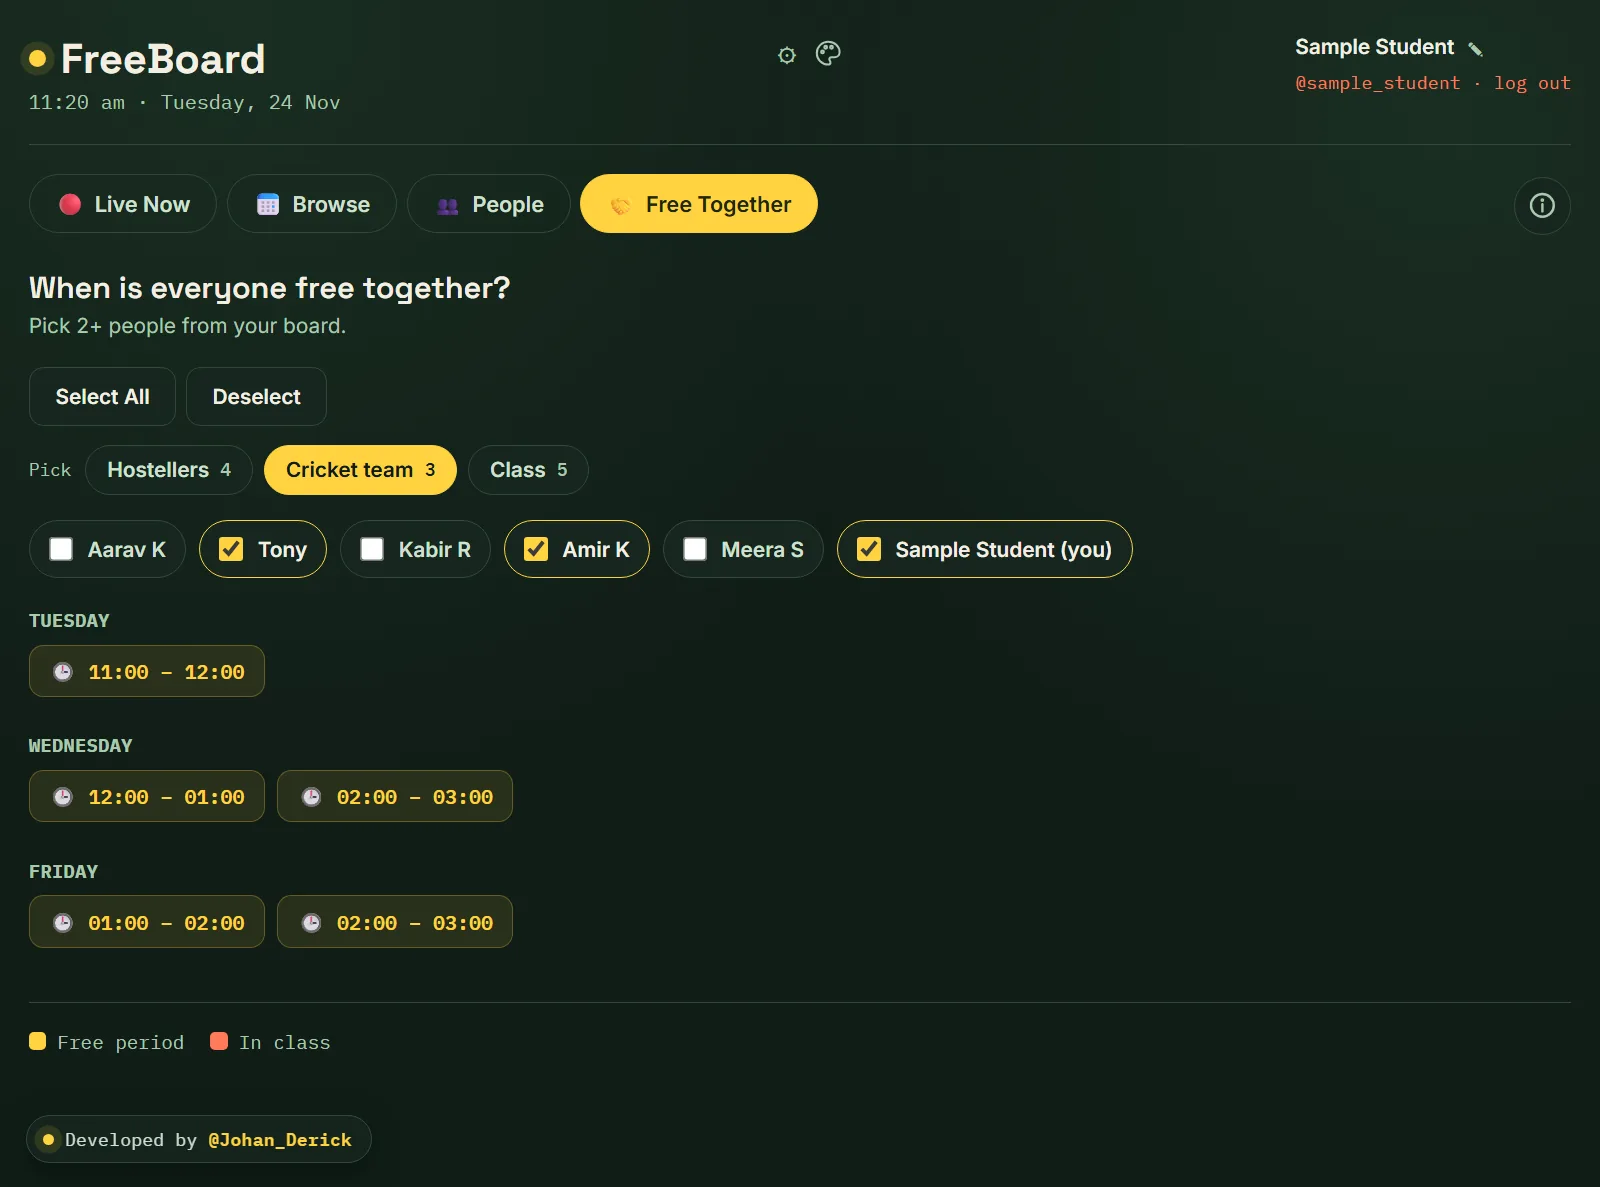 FreeBoard
11:20 am · Tuesday, 24 Nov
Sample Student
@sample_student · log out
Live Now
Browse
People
Free Together
When is everyone free together?
Pick 2+ people from your board.
Select All
Deselect
Pick
Hostellers 4
Cricket team 3
Class 5
Aarav K
Tony
Kabir R
Amir K
Meera S
Sample Student (you)
TUESDAY
11:00 – 12:00
WEDNESDAY
12:00 – 01:00
02:00 – 03:00
FRIDAY
01:00 – 02:00
02:00 – 03:00
Free period
In class
Developed by @Johan_Derick